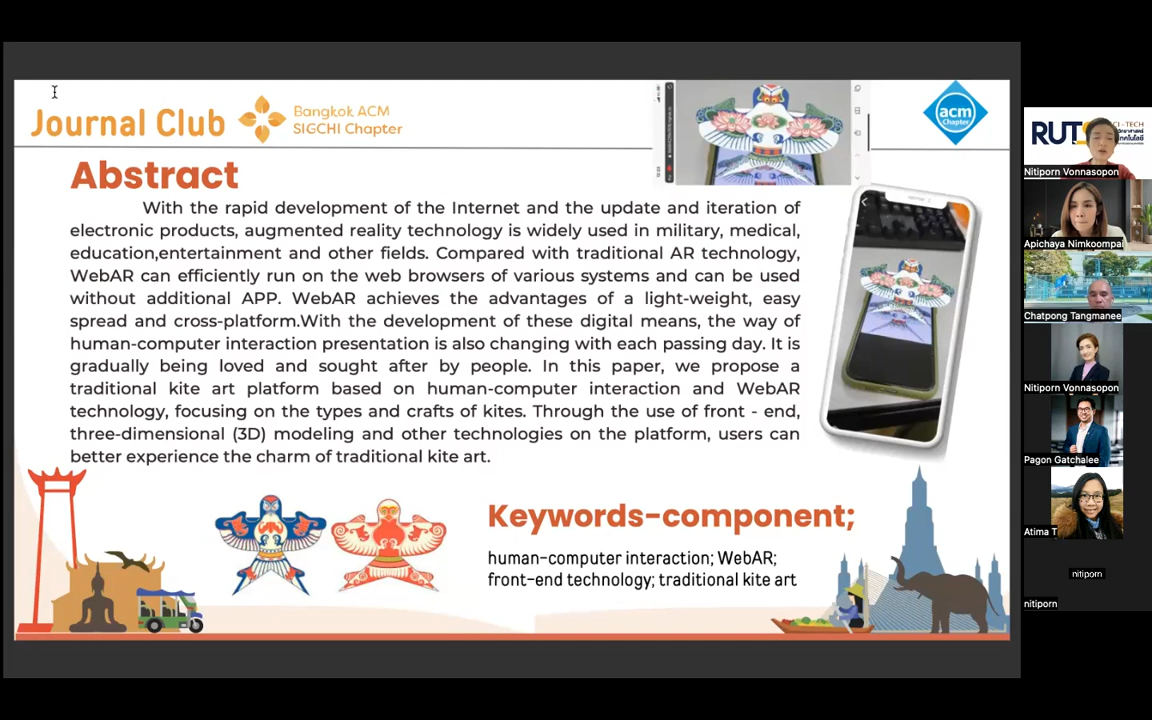 Journal Club
Bangkok ACM
SIGCHI Chapter
acm
Chapter
Abstract
With the rapid development of the Internet and the update and iteration of
electronic products, augmented reality technology is widely used in military, medical,
education,entertainment and other fields. Compared with traditional AR technology,
WebAR can efficiently run on the web browsers of various systems and can be used
without additional APP. WebAR achieves the advantages of a light-weight, easy
spread and cross-platform.With the development of these digital means, the way of
human-computer interaction presentation is also changing with each passing day. It is
gradually being loved and sought after by people. In this paper, we propose a
traditional kite art platform based on human-computer interaction and WebAR
technology, focusing on the types and crafts of kites. Through the use of front - end,
three-dimensional (3D) modeling and other technologies on the platform, users can
better experience the charm of traditional kite art.
Keywords-component;
human-computer interaction; WebAR;
front-end technology; traditional kite art
RUT
CI - TECH
Nitiporn Vonnasopon
Apichaya Nimkoompai
Chatpong Tangmanee
Nitiporn Vonnasopon
Pagon Gatchalee
Atima T
nitiporn
nitiporn